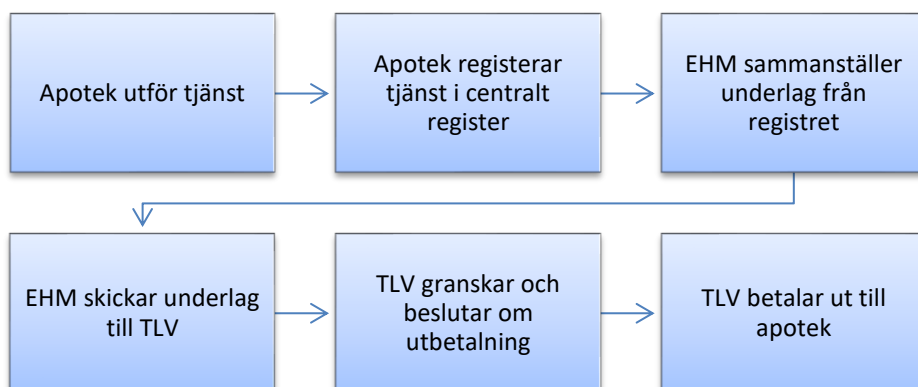 Apotek utför tjänst
Apotek registerar
tjänst i centralt
register
EHM sammanställer
underlag från
registret
EHM skickar underlag
till TLV
TLV granskar och
beslutar om
utbetalning
TLV betalar ut till
apotek